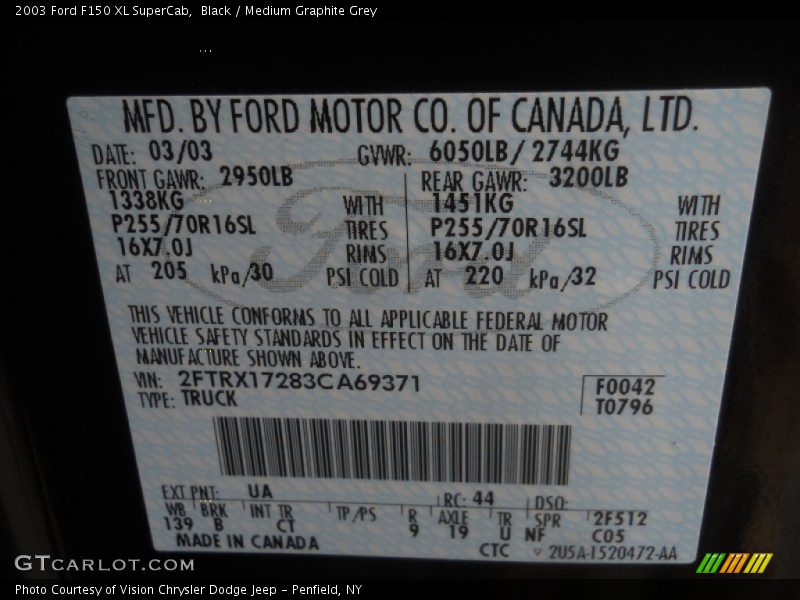 2003 Ford F150 XL SuperCab,  Black / Medium Graphite Grey
MFD. BY FORD MOTOR CO. OF CANADA, LTD.
DATE: 03/03 GVWR: 6050LB/ 2744KG
FRONT GAWR: 2950LB REAR GAWR: 3200LB
1338KG WITH 1451KG WITH
P255/70R16SL TIRES P255/70R16SL TIRES
16X7.0J RIMS 16X7.0J RIMS
AT 205 kPa/30 PSI COLD AT 220 kPa/32 PSI COLD
THIS VEHICLE CONFORMS TO ALL APPLICABLE FEDERAL MOTOR
VEHICLE SAFETY STANDARDS IN EFFECT ON THE DATE OF
MANUFACTURE SHOWN ABOVE.
VIN: 2FTRX17283CA69371 F0042
TYPE: TRUCK T0796
EXT PNT: UA RC: 44 DSO:
WB BRK INT TR TP/PS R AXLE TR SPR 2F512
139 B CT 9 19 U NF C05
MADE IN CANADA CTC 2U5A-1520472-AA
Ford
GTCARLOT.COM
Photo Courtesy of Vision Chrysler Dodge Jeep – Penfield, NY